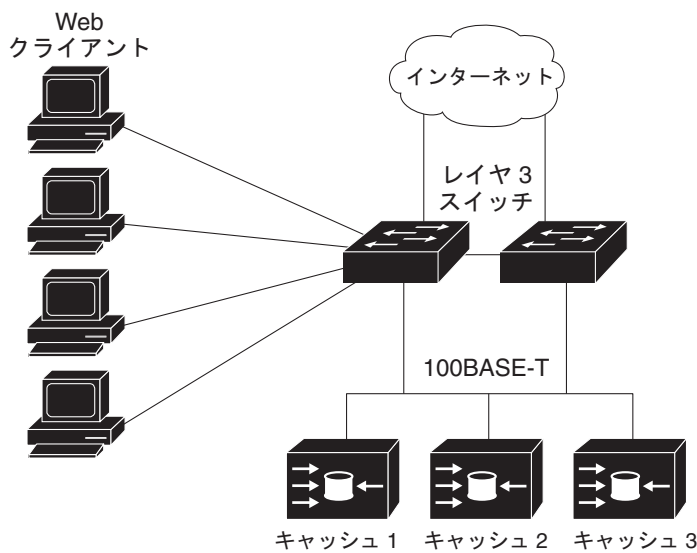 Web
クライアント
インターネット
レイヤ 3
スイッチ
100BASE-T
キャッシュ 1
キャッシュ 2
キャッシュ 3